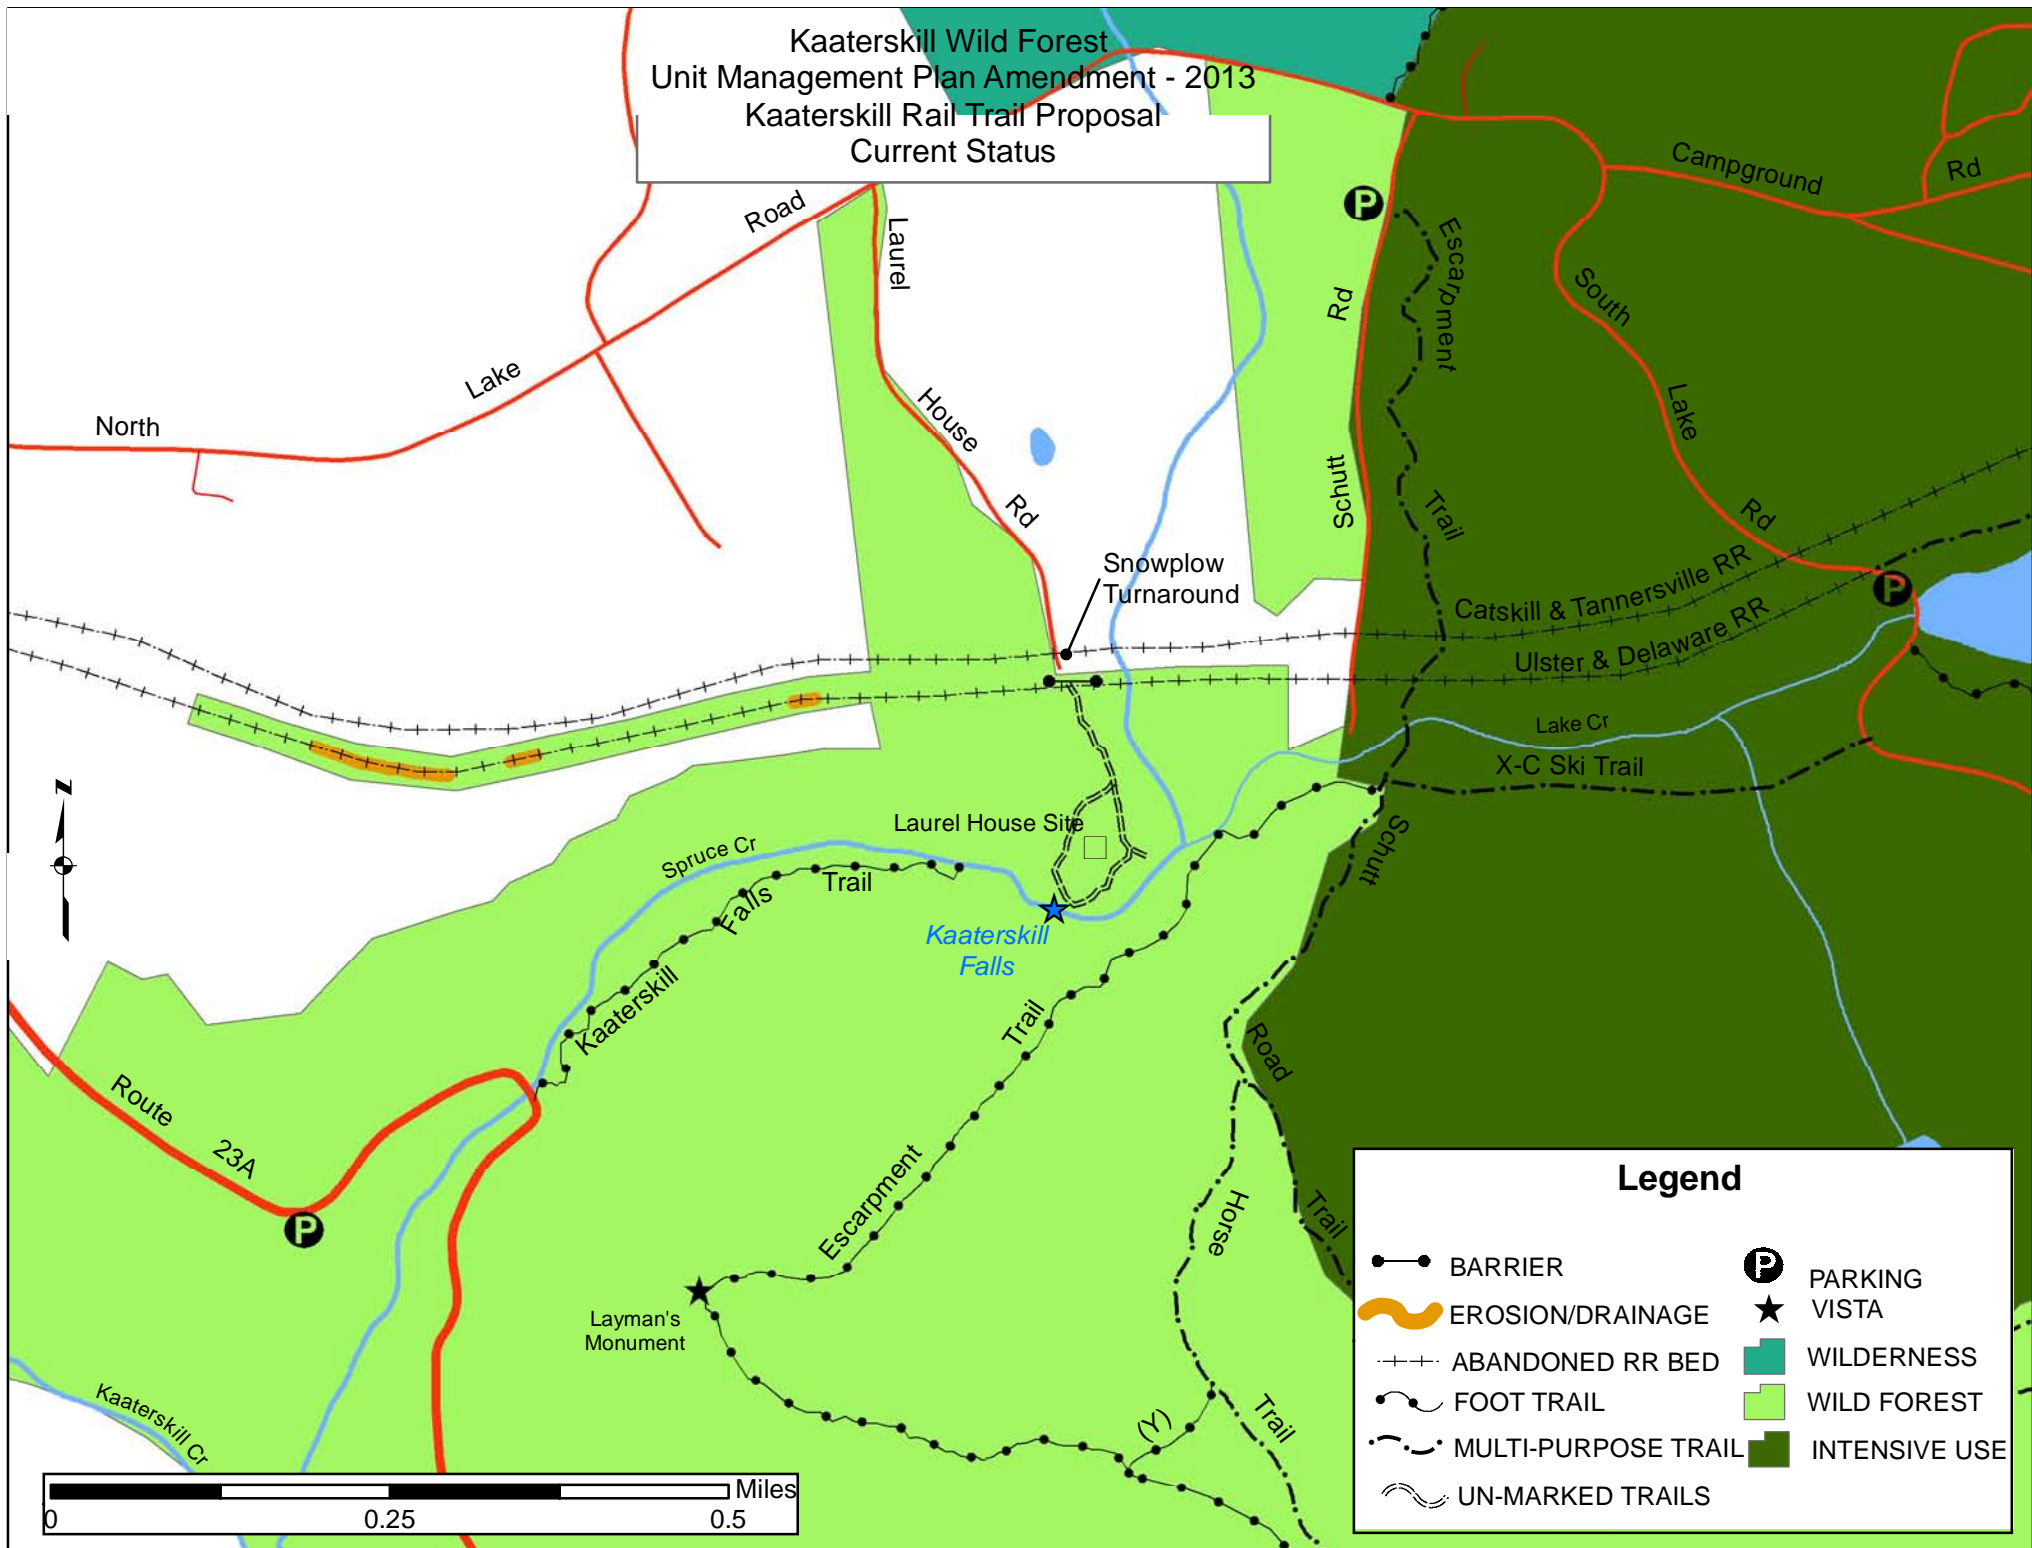 Kaaterskill Wild Forest
Unit Management Plan Amendment - 2013
Kaaterskill Rail Trail Proposal
Current Status
Campground
Rd
P
Road
Laurel
Escarpment
Rd
South
Lake
North
House
Lake
Rd
Schutt
Trail
Rd
Snowplow
Turnaround
Catskill & Tannersville RR
P
Ulster & Delaware RR
Lake Cr
X-C Ski Trail
z
Laurel House Site
Spruce Cr
Schutt
Trail
Falls
Kaaterskill
Kaaterskill
Falls
Trail
Road
Route
23A
P
Escarpment
Horse
Trail
Layman's
Monument
Kaaterskill Cr
(Y)
Trail
Miles
0
0.25
0.5
Legend
BARRIER
EROSION/DRAINAGE
ABANDONED RR BED
FOOT TRAIL
MULTI-PURPOSE TRAIL
UN-MARKED TRAILS
P
PARKING
VISTA
WILDERNESS
WILD FOREST
INTENSIVE USE